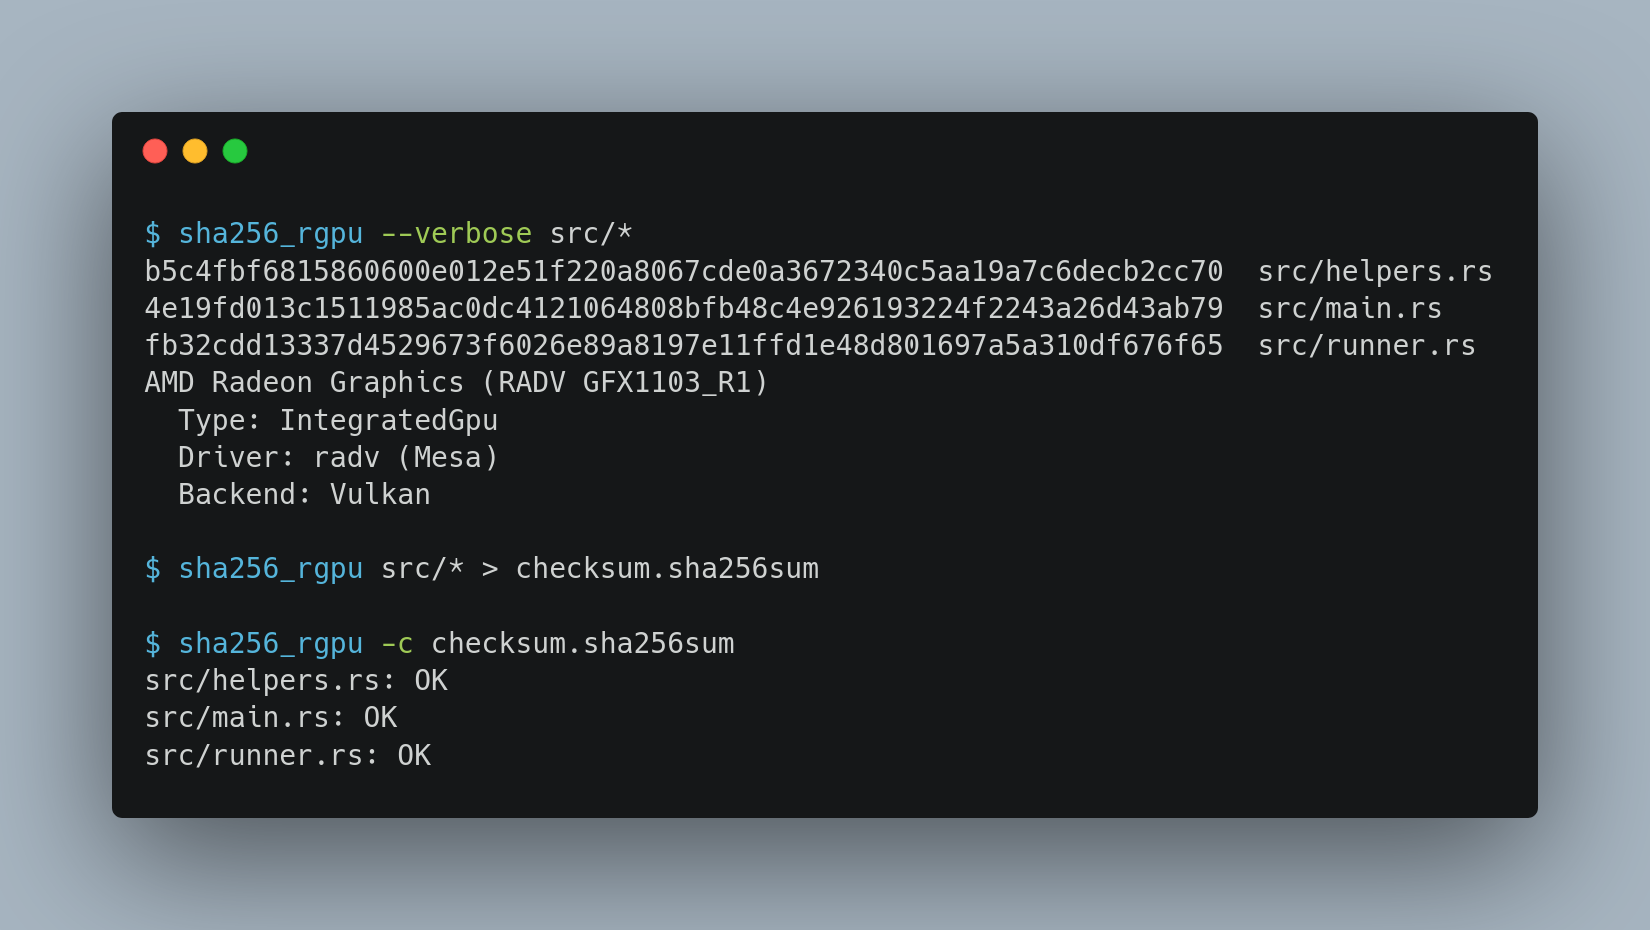 $ sha256_rgpu --verbose src/*
b5c4fbf6815860600e012e51f220a8067cde0a3672340c5aa19a7c6decb2cc70  src/helpers.rs
4e19fd013c1511985ac0dc4121064808bfb48c4e926193224f2243a26d43ab79  src/main.rs
fb32cdd13337d4529673f6026e89a8197e11ffd1e48d801697a5a310df676f65  src/runner.rs
AMD Radeon Graphics (RADV GFX1103_R1)
  Type: IntegratedGpu
  Driver: radv (Mesa)
  Backend: Vulkan
$ sha256_rgpu src/* > checksum.sha256sum
$ sha256_rgpu -c checksum.sha256sum
src/helpers.rs: OK
src/main.rs: OK
src/runner.rs: OK